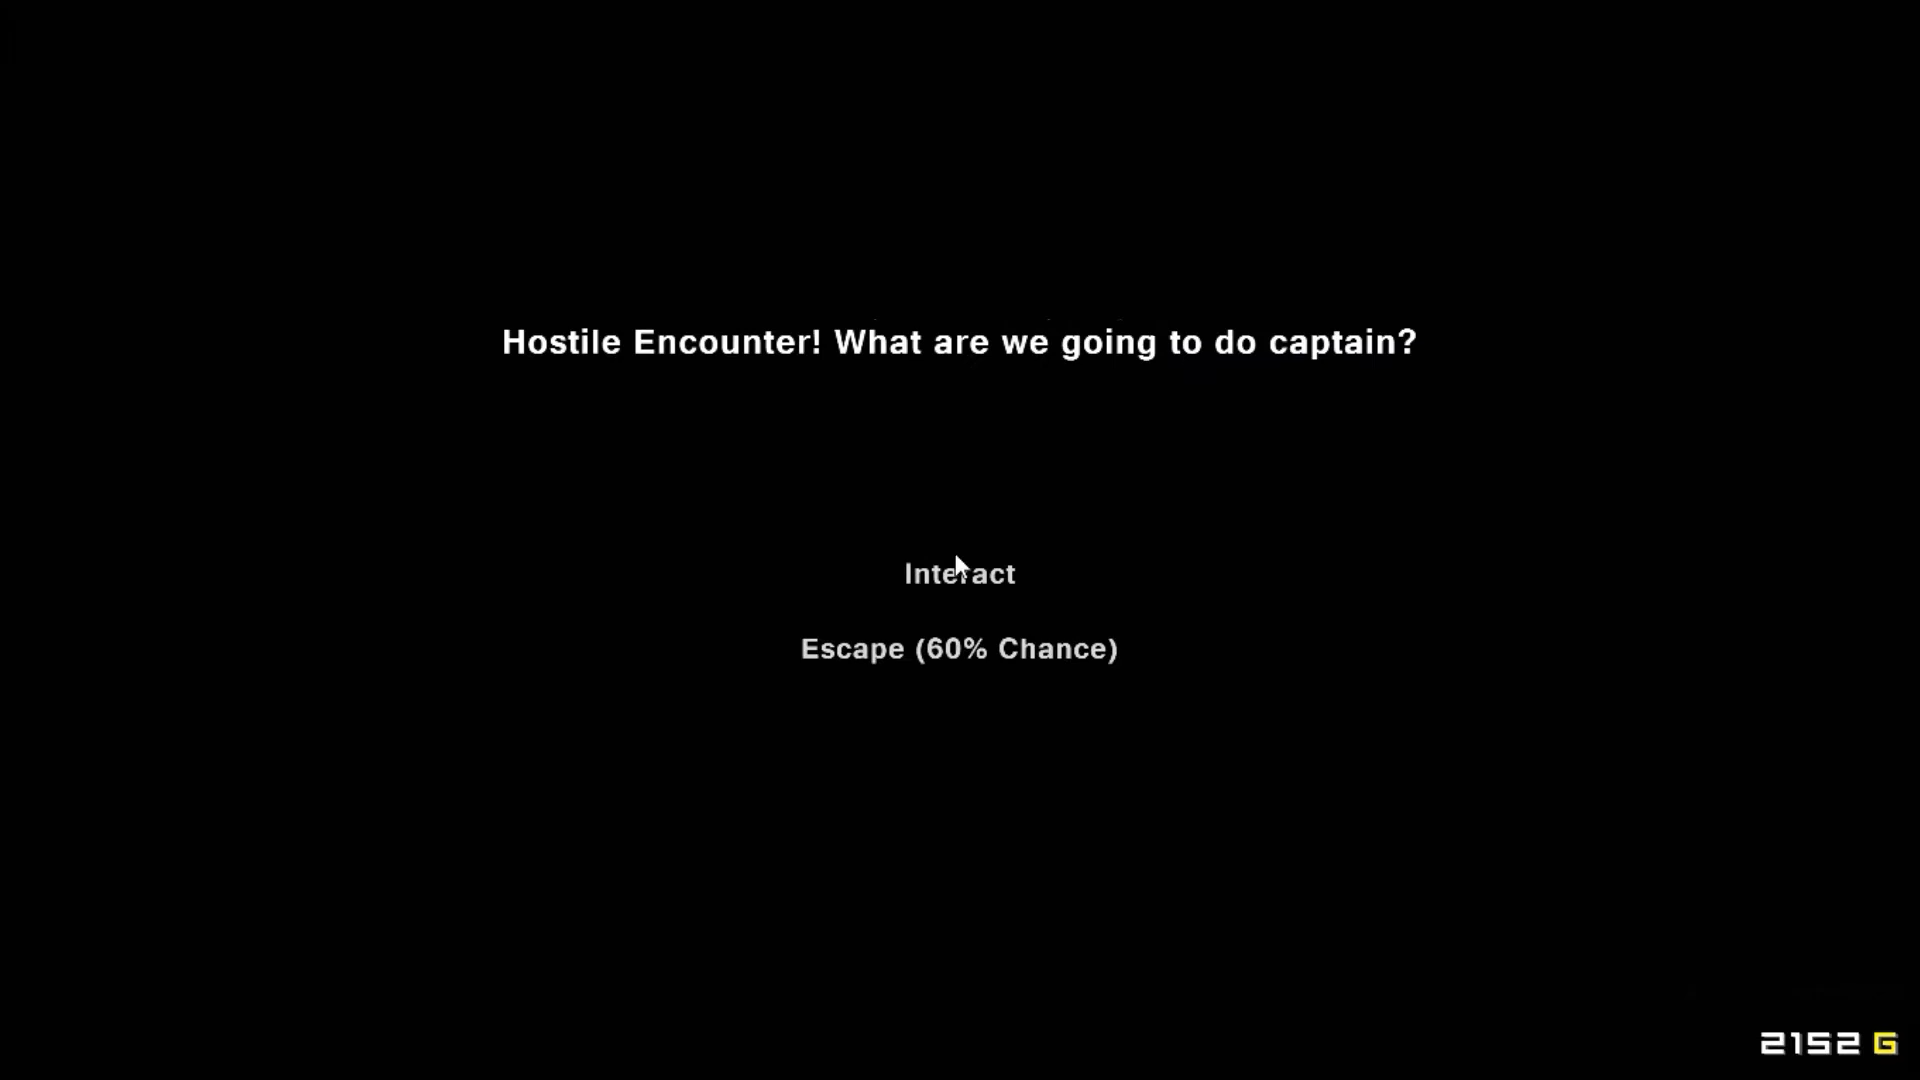 Hostile Encounter! What are we going to do captain?
Interact
Escape (60% Chance)
2152 G